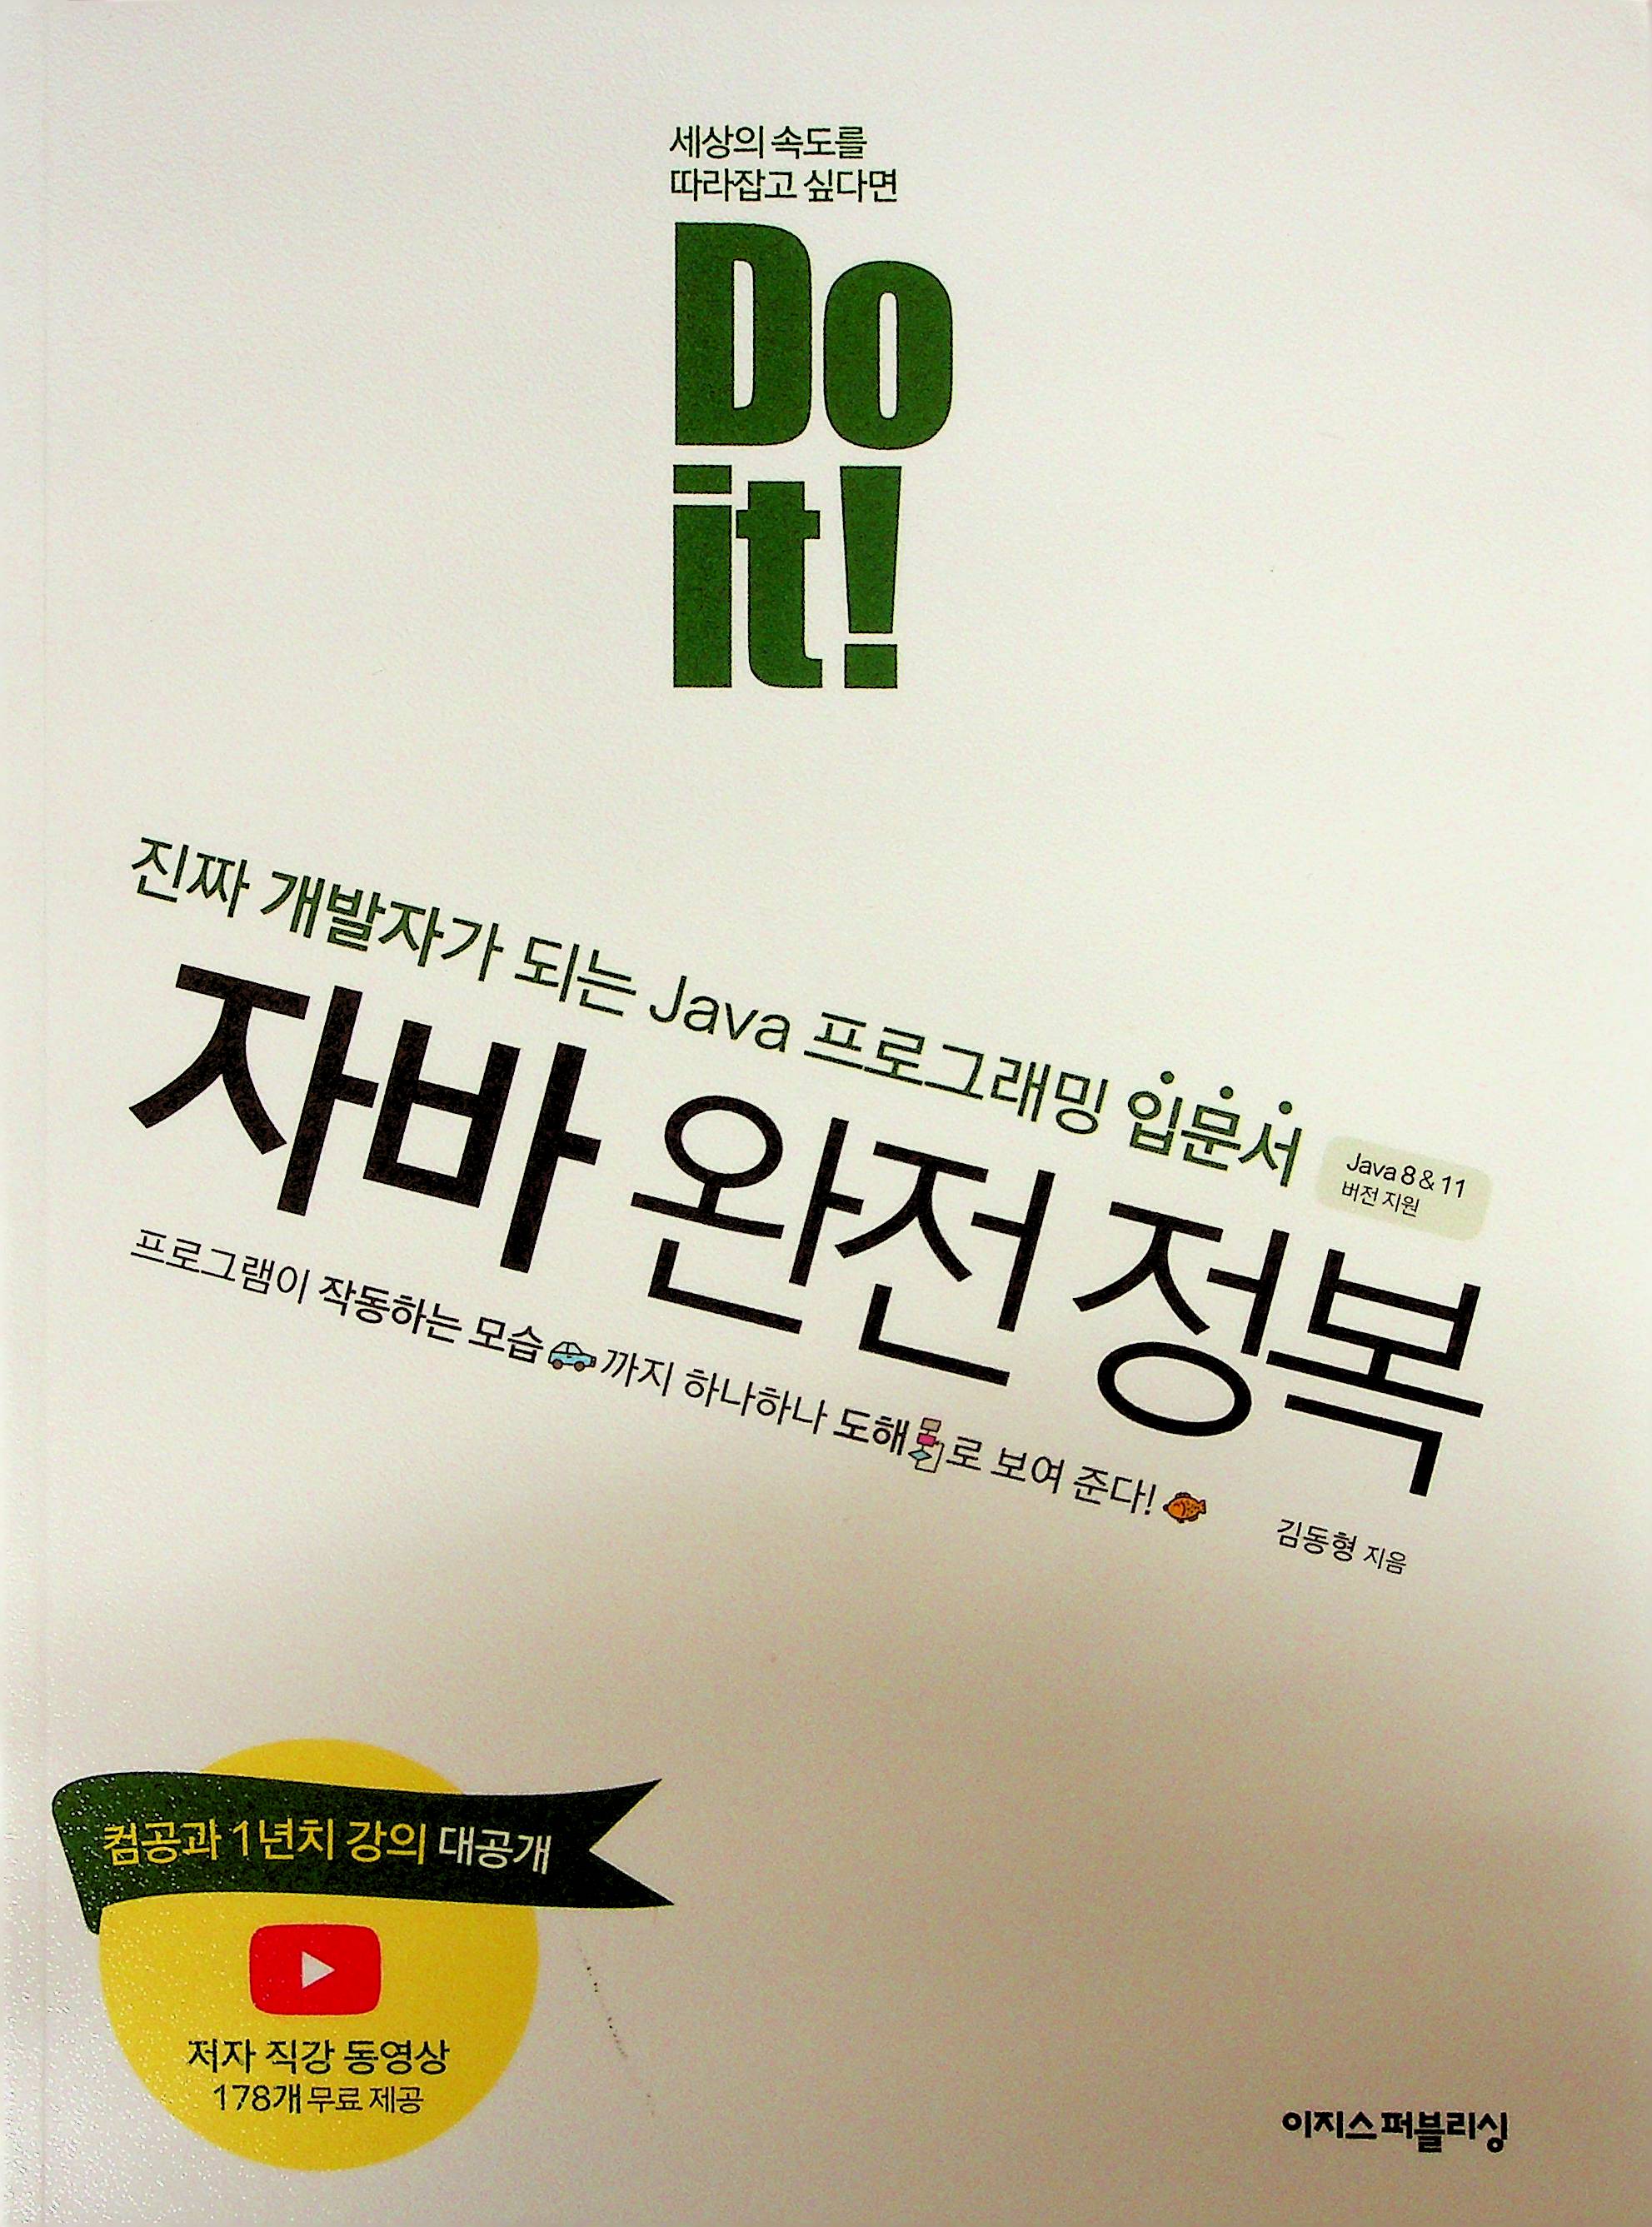 세상의 속도를
따라잡고 싶다면
Do
it!
진짜 개발자가 되는 Java 프로그래밍 입문서
Java 8 & 11
버전 지원
자바 완전 정복
프로그램이 작동하는 모습까지 하나하나 도해로 보여 준다!
김동형 지음
컴공과 1년치 강의 대공개
저자 직강 동영상
178개 무료 제공
이지스 퍼블리싱